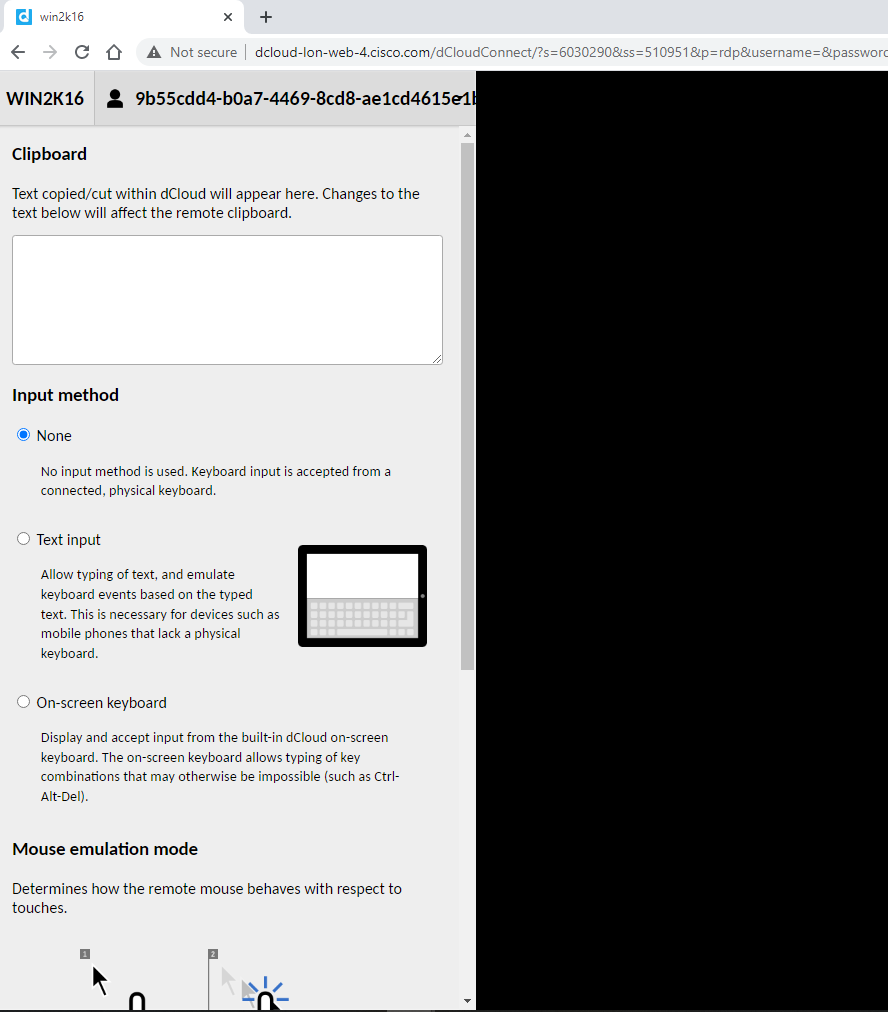 win2k16
Not secure
dcloud-lon-web-4.cisco.com/dCloudConnect/?s=6030290&ss=510951&p=rdp&username=&password
WIN2K16
9b55cdd4-b0a7-4469-8cd8-ae1cd4615e1b
Clipboard
Text copied/cut within dCloud will appear here. Changes to the
text below will affect the remote clipboard.
Input method
None
No input method is used. Keyboard input is accepted from a
connected, physical keyboard.
Text input
Allow typing of text, and emulate
keyboard events based on the typed
text. This is necessary for devices such as
mobile phones that lack a physical
keyboard.
On-screen keyboard
Display and accept input from the built-in dCloud on-screen
keyboard. The on-screen keyboard allows typing of key
combinations that may otherwise be impossible (such as Ctrl-
Alt-Del).
Mouse emulation mode
Determines how the remote mouse behaves with respect to
touches.
1
2